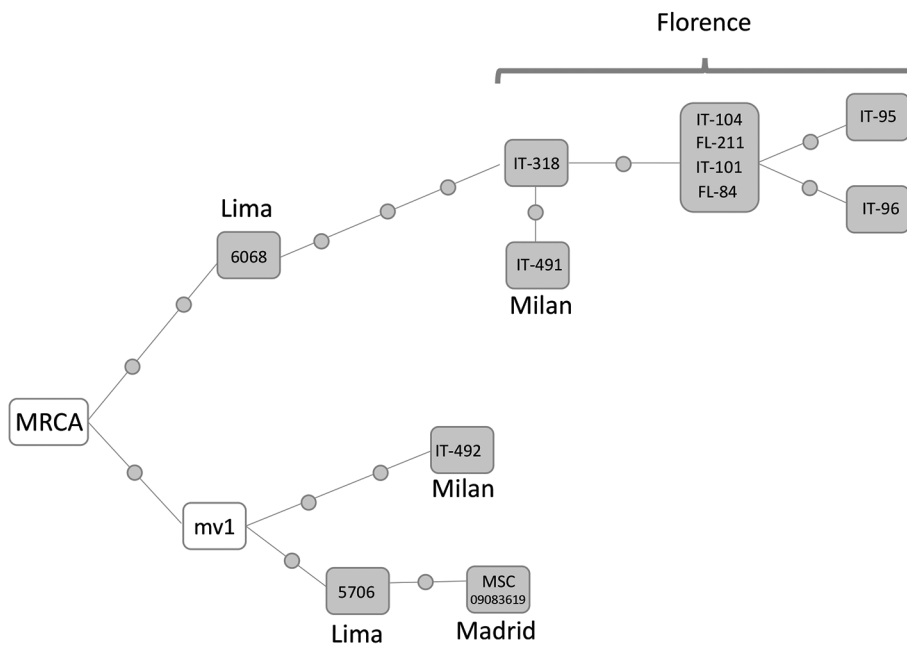 Florence
IT-104
FL-211
IT-101
FL-84
IT-95
IT-318
IT-96
Lima
6068
IT-491
Milan
MRCA
IT-492
Milan
mv1
5706
Lima
MSC
09083619
Madrid